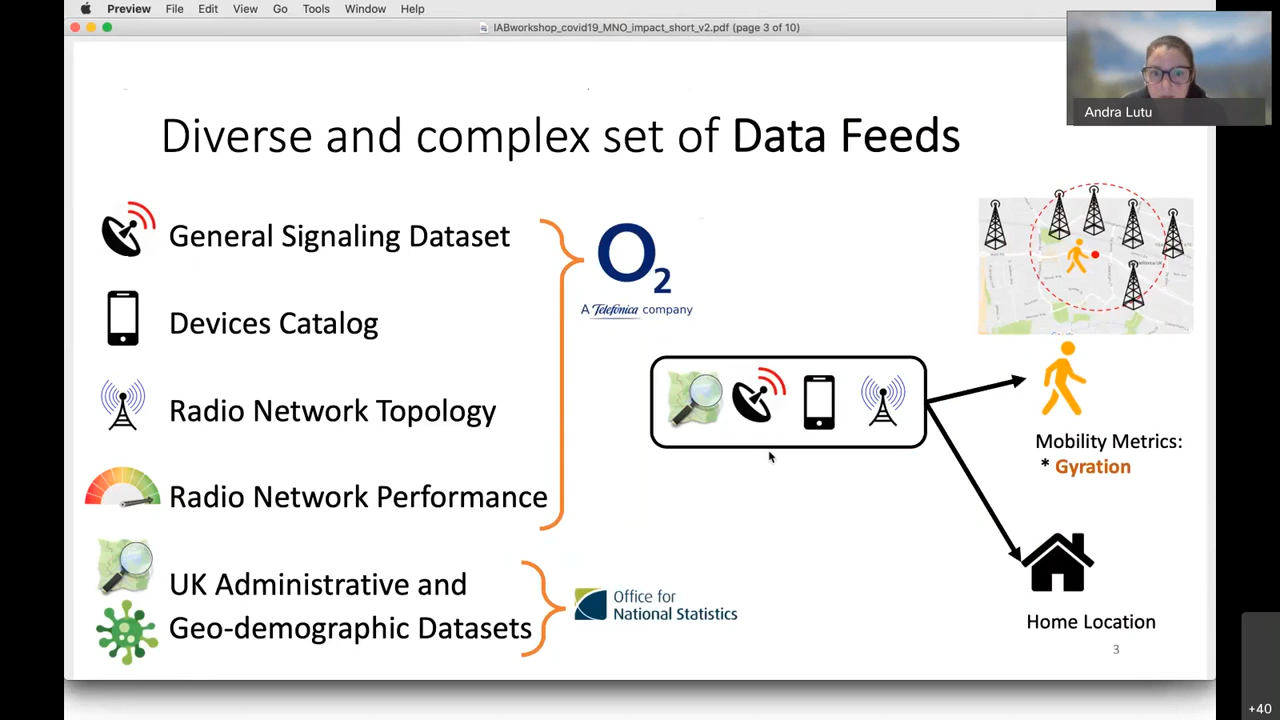 Preview File Edit View Go Tools Window Help
IABworkshop_covid19_MNO_impact_short_v2.pdf (page 3 of 10)
Andra Lutu
Diverse and complex set of Data Feeds
General Signaling Dataset
Devices Catalog
Radio Network Topology
Radio Network Performance
UK Administrative and
Geo-demographic Datasets
O2
A Telefónica company
Office for
National Statistics
Mobility Metrics:
* Gyration
Home Location
3
+40